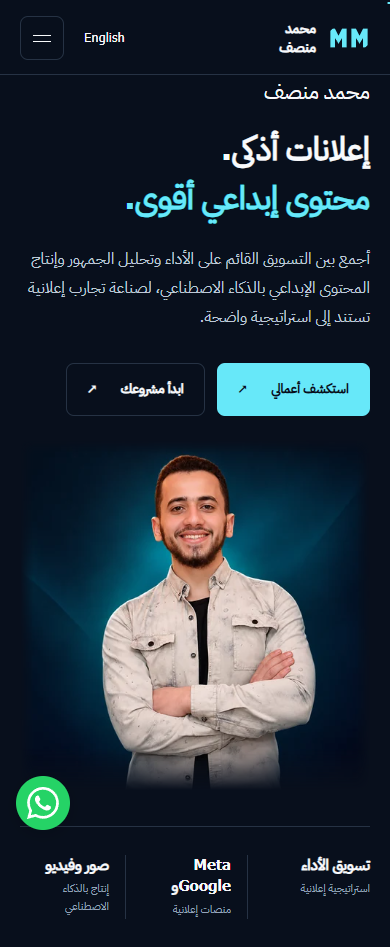 محمد
منصف
MM
English
محمد منصف
إعلانات أذكى.
محتوى إبداعي أقوى.
أجمع بين التسويق القائم على الأداء وتحليل الجمهور وإنتاج
المحتوى الإبداعي بالذكاء الاصطناعي، لصناعة تجارب إعلانية
تستند إلى استراتيجية واضحة.
استكشف أعمالي ↗
ابدأ مشروعك ↗
تسويق الأداء
استراتيجية إعلانية
Meta
وGoogle
منصات إعلانية
صور وفيديو
إنتاج بالذكاء
الاصطناعي